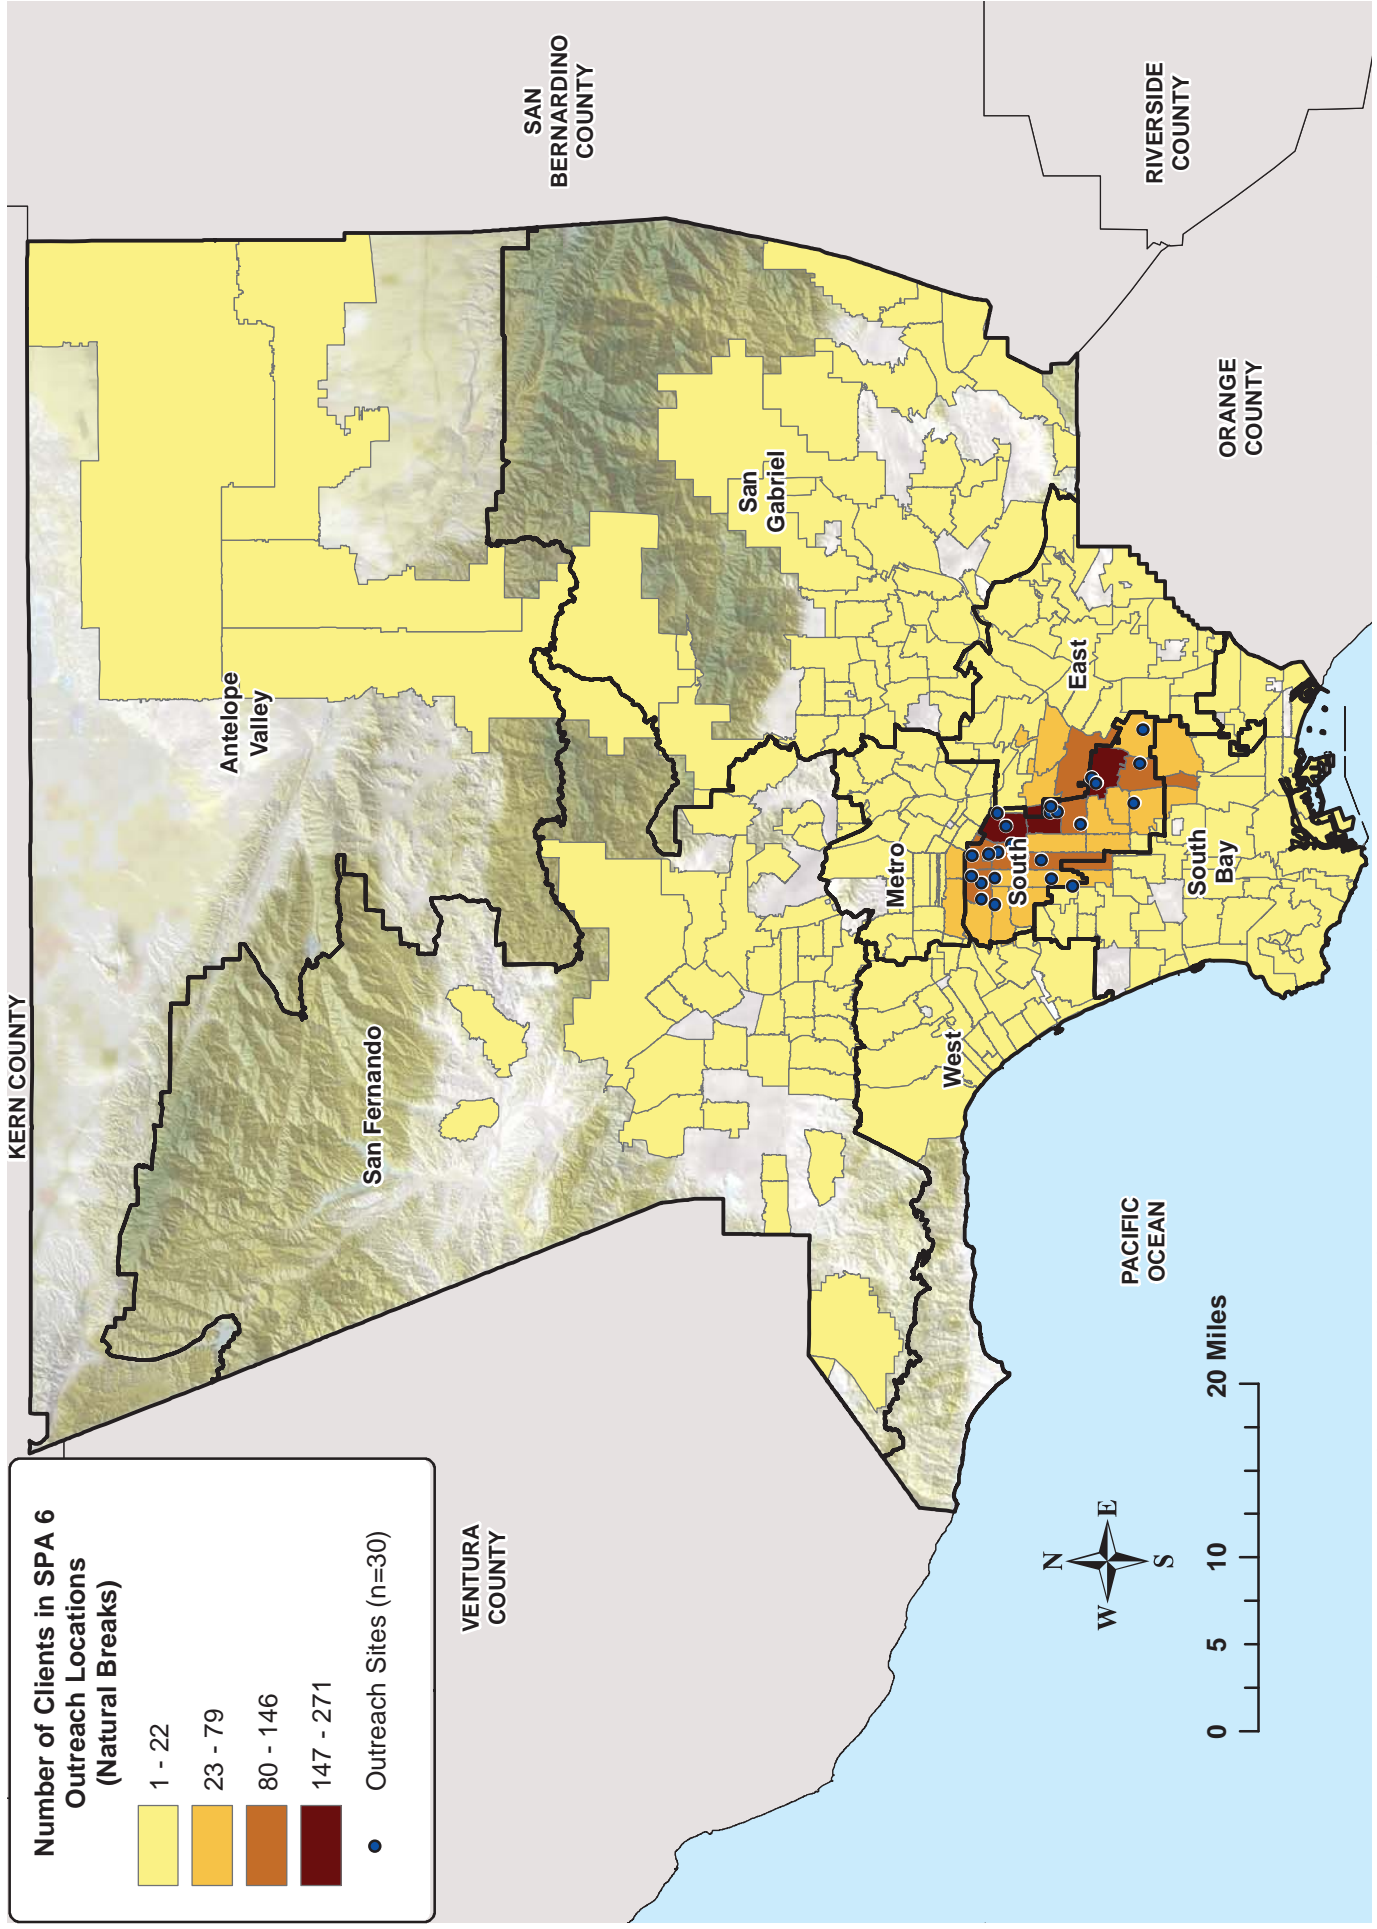 Number of Clients in SPA 6
Outreach Locations
(Natural Breaks)
1 - 22
23 - 79
80 - 146
147 - 271
Outreach Sites (n=30)
KERN COUNTY
VENTURA
COUNTY
SAN
BERNARDINO
COUNTY
RIVERSIDE
COUNTY
ORANGE
COUNTY
PACIFIC
OCEAN
Antelope
Valley
San Fernando
San
Gabriel
Metro
West
South
East
South
Bay
N
W
E
S
0
5
10
20 Miles